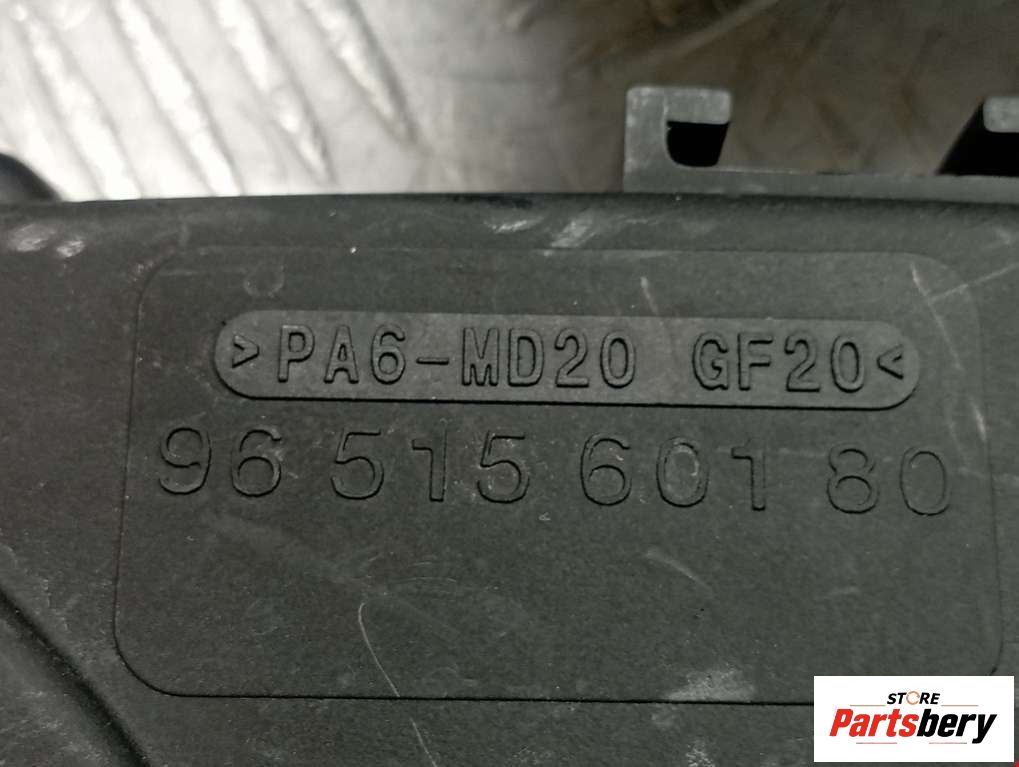 >PA6-MD20 GF20<
96 515 601 80
STORE
Partsbery